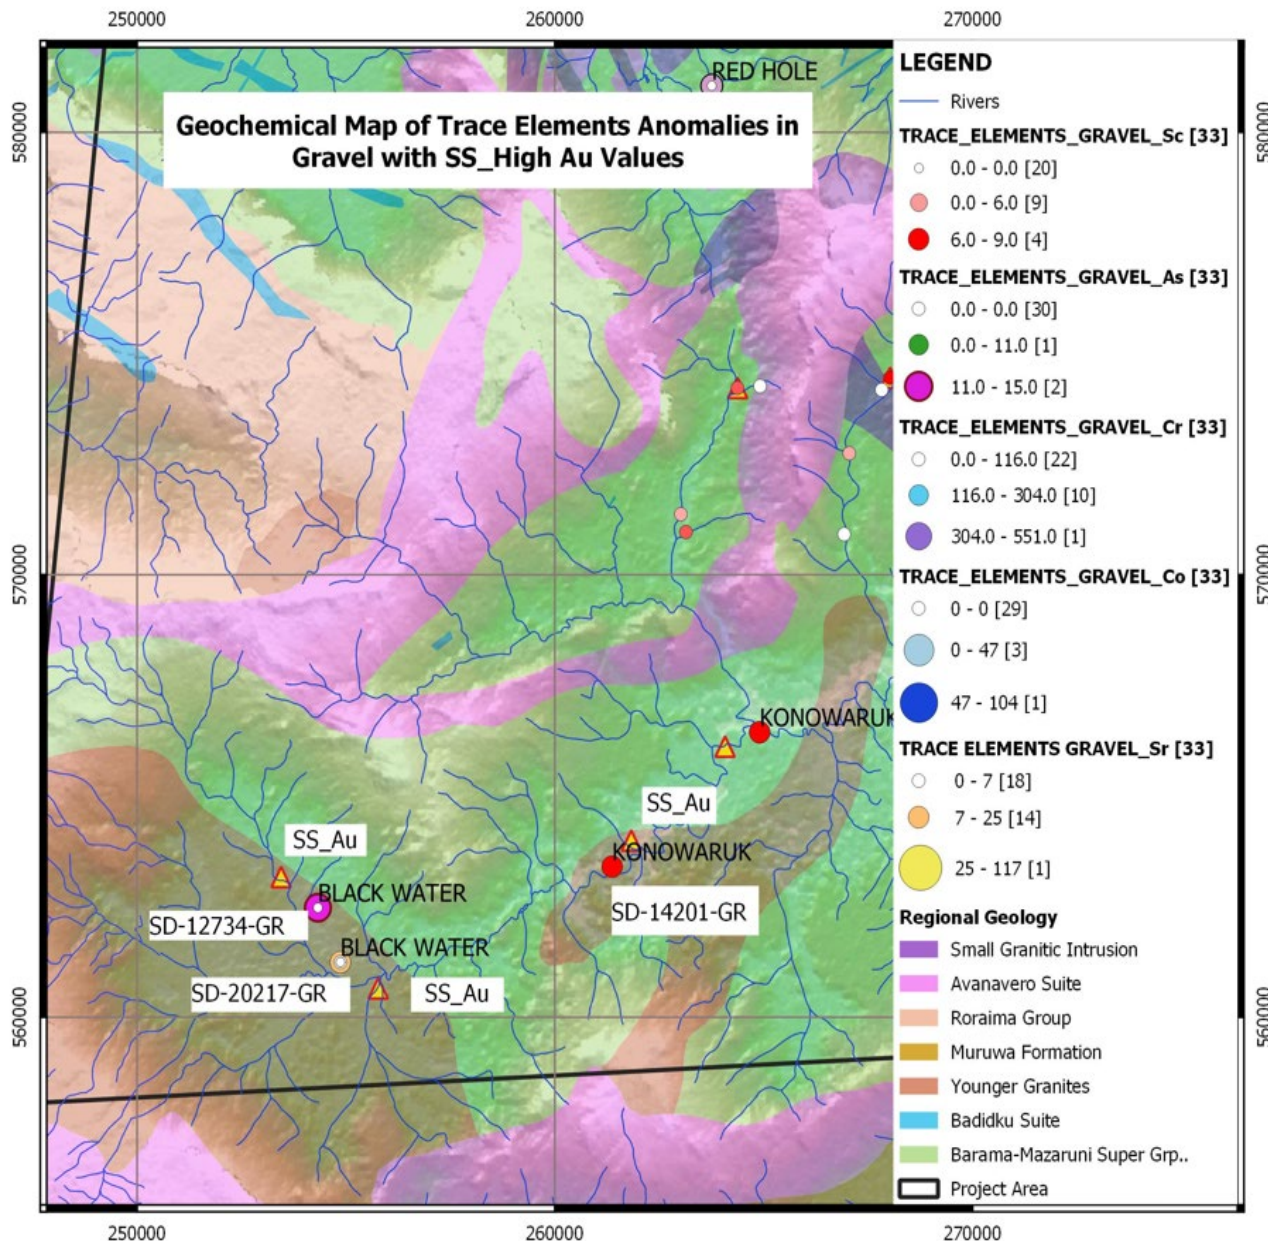 250000
260000
270000
RED HOLE
Geochemical Map of Trace Elements Anomalies in
Gravel with SS_High Au Values
580000
580000
570000
570000
560000
560000
KONOWARUK
SS_Au
KONOWARUK
SD-14201-GR
SS_Au
BLACK WATER
SD-12734-GR
BLACK WATER
SD-20217-GR
SS_Au
LEGEND
Rivers
TRACE_ELEMENTS_GRAVEL_Sc [33]
0.0 - 0.0 [20]
0.0 - 6.0 [9]
6.0 - 9.0 [4]
TRACE_ELEMENTS_GRAVEL_As [33]
0.0 - 0.0 [30]
0.0 - 11.0 [1]
11.0 - 15.0 [2]
TRACE_ELEMENTS_GRAVEL_Cr [33]
0.0 - 116.0 [22]
116.0 - 304.0 [10]
304.0 - 551.0 [1]
TRACE_ELEMENTS_GRAVEL_Co [33]
0 - 0 [29]
0 - 47 [3]
47 - 104 [1]
TRACE ELEMENTS GRAVEL_Sr [33]
0 - 7 [18]
7 - 25 [14]
25 - 117 [1]
Regional Geology
Small Granitic Intrusion
Avanavero Suite
Roraima Group
Muruwa Formation
Younger Granites
Badidku Suite
Barama-Mazaruni Super Grp..
Project Area
250000
260000
270000